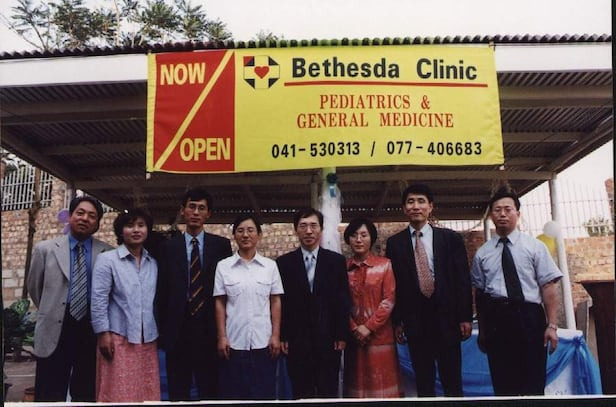 NOW
/
OPEN
Bethesda Clinic
PEDIATRICS &
GENERAL MEDICINE
041-530313 / 077-406683